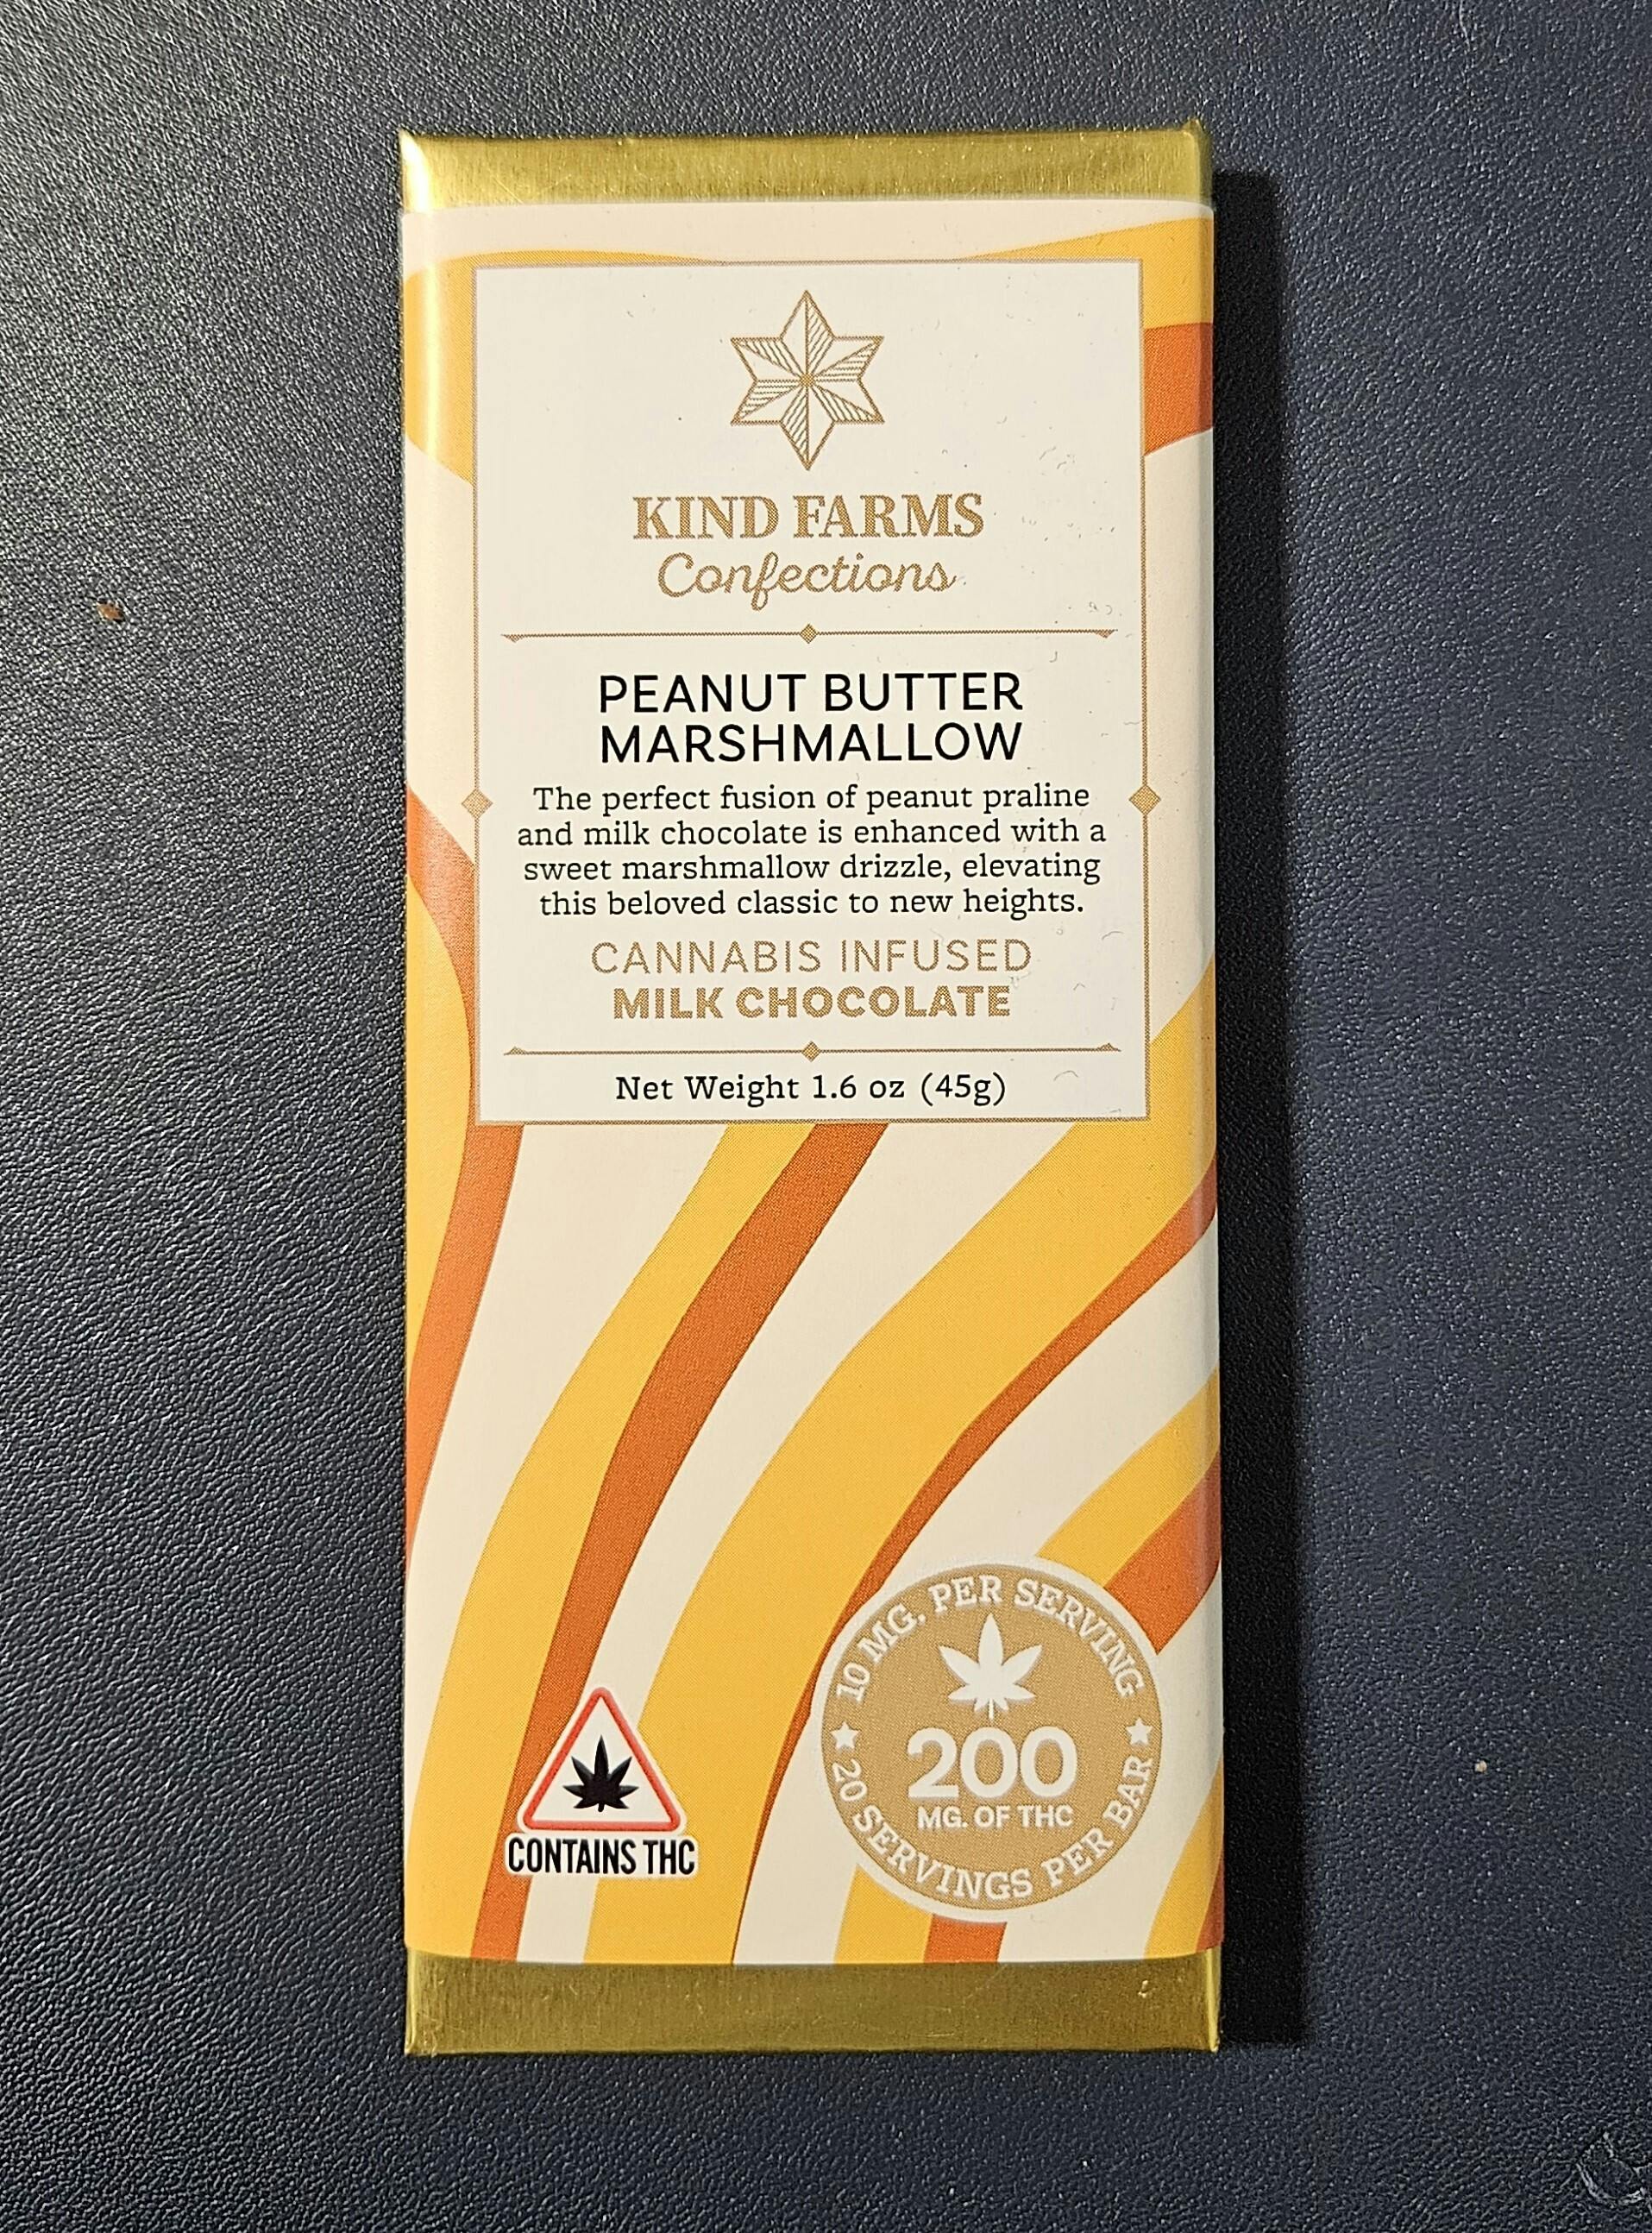 KIND FARMS
Confections
PEANUT BUTTER
MARSHMALLOW
The perfect fusion of peanut praline
and milk chocolate is enhanced with a
sweet marshmallow drizzle, elevating
this beloved classic to new heights.
CANNABIS INFUSED
MILK CHOCOLATE
Net Weight 1.6 oz (45g)
CONTAINS THC
10 MG. PER SERVING
200
MG. OF THC
20 SERVINGS PER BAR